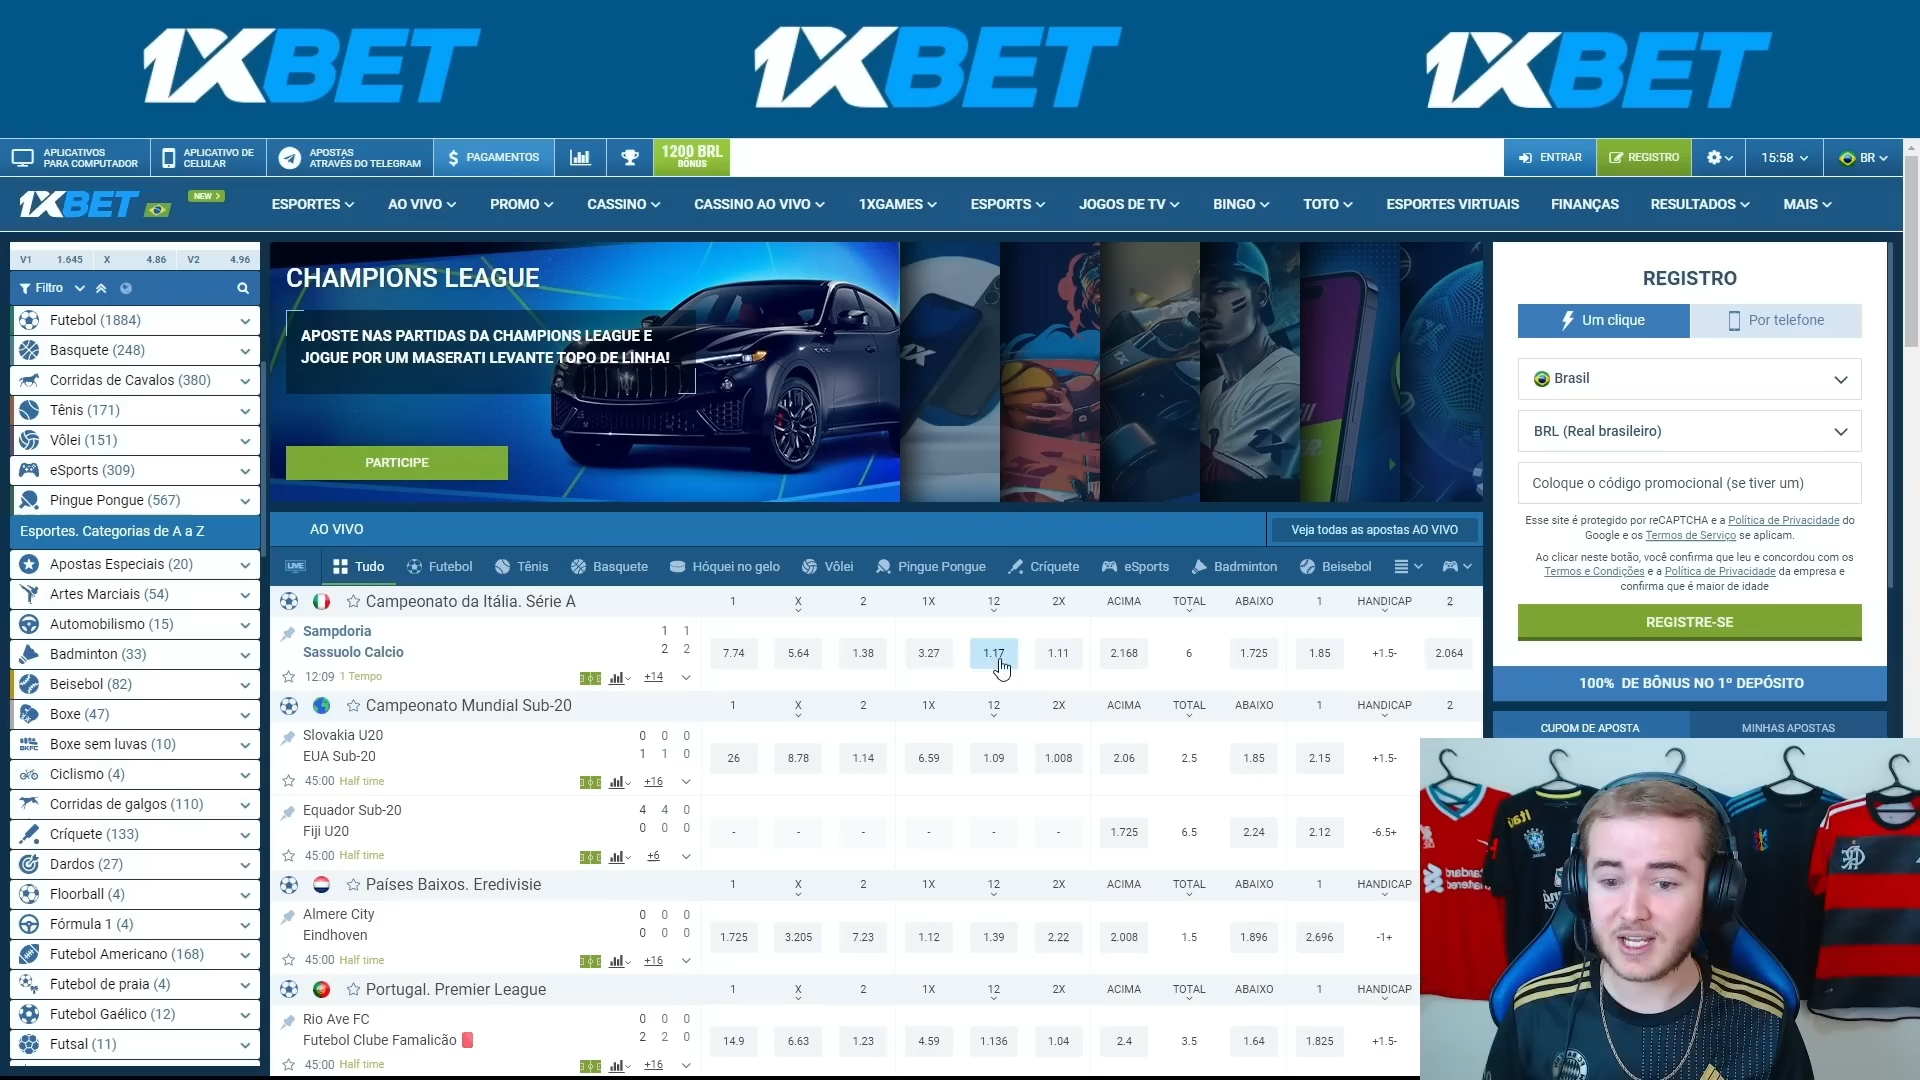 1XBET 1XBET 1XBET
APLICATIVOS PARA COMPUTADOR
APLICATIVO DE CELULAR
APOSTAS ATRAVÉS DO TELEGRAM
$ PAGAMENTOS
1200 BRL BÔNUS
ENTRAR
REGISTRO
15:58
BR
1XBET
NEW >
ESPORTES
AO VIVO
PROMO
CASSINO
CASSINO AO VIVO
1XGAMES
ESPORTS
JOGOS DE TV
BINGO
TOTO
ESPORTES VIRTUAIS
FINANÇAS
RESULTADOS
MAIS
V1 1.645 X 4.86 V2 4.96
Filtro
Futebol (1884)
Basquete (248)
Corridas de Cavalos (380)
Tênis (171)
Vôlei (151)
eSports (309)
Pingue Pongue (567)
Esportes. Categorias de A a Z
Apostas Especiais (20)
Artes Marciais (54)
Automobilismo (15)
Badminton (33)
Beisebol (82)
Boxe (47)
BKFC Boxe sem luvas (10)
Ciclismo (4)
Corridas de galgos (110)
Críquete (133)
Dardos (27)
Floorball (4)
Fórmula 1 (4)
Futebol Americano (168)
Futebol de praia (4)
Futebol Gaélico (12)
Futsal (11)
CHAMPIONS LEAGUE
APOSTE NAS PARTIDAS DA CHAMPIONS LEAGUE E
JOGUE POR UM MASERATI LEVANTE TOPO DE LINHA!
PARTICIPE
AO VIVO
Veja todas as apostas AO VIVO
LIVE Tudo Futebol Tênis Basquete Hóquei no gelo Vôlei Pingue Pongue Críquete eSports Badminton Beisebol
Campeonato da Itália. Série A 1 X 2 1X 12 2X ACIMA TOTAL ABAIXO 1 HANDICAP 2
Sampdoria 1 1
Sassuolo Calcio 2 2
7.74 5.64 1.38 3.27 1.17 1.11 2.168 6 1.725 1.85 +1.5- 2.064
12:09 1 Tempo +14
Campeonato Mundial Sub-20 1 X 2 1X 12 2X ACIMA TOTAL ABAIXO 1 HANDICAP 2
Slovakia U20 0 0 0
EUA Sub-20 1 1 0
26 8.78 1.14 6.59 1.09 1.008 2.06 2.5 1.85 2.15 +1.5-
45:00 Half time +16
Equador Sub-20 4 4 0
Fiji U20 0 0 0
- - - - - - 1.725 6.5 2.24 2.12 -6.5+
45:00 Half time +6
Países Baixos. Eredivisie 1 X 2 1X 12 2X ACIMA TOTAL ABAIXO 1 HANDICAP
Almere City 0 0 0
Eindhoven 0 0 0
1.725 3.205 7.23 1.12 1.39 2.22 2.008 1.5 1.896 2.696 -1+
45:00 Half time +16
Portugal. Premier League 1 X 2 1X 12 2X ACIMA TOTAL ABAIXO 1 HANDICAP
Rio Ave FC 0 0 0
Futebol Clube Famalicão 2 2 0
14.9 6.63 1.23 4.59 1.136 1.04 2.4 3.5 1.64 1.825 +1.5-
45:00 Half time +16
REGISTRO
Um clique
Por telefone
Brasil
BRL (Real brasileiro)
Coloque o código promocional (se tiver um)
Esse site é protegido por reCAPTCHA e a Política de Privacidade do
Google e os Termos de Serviço se aplicam.
Ao clicar neste botão, você confirma que leu e concordou com os
Termos e Condições e a Política de Privacidade da empresa e
confirma que é maior de idade
REGISTRE-SE
100% DE BÔNUS NO 1º DEPÓSITO
CUPOM DE APOSTA
MINHAS APOSTAS